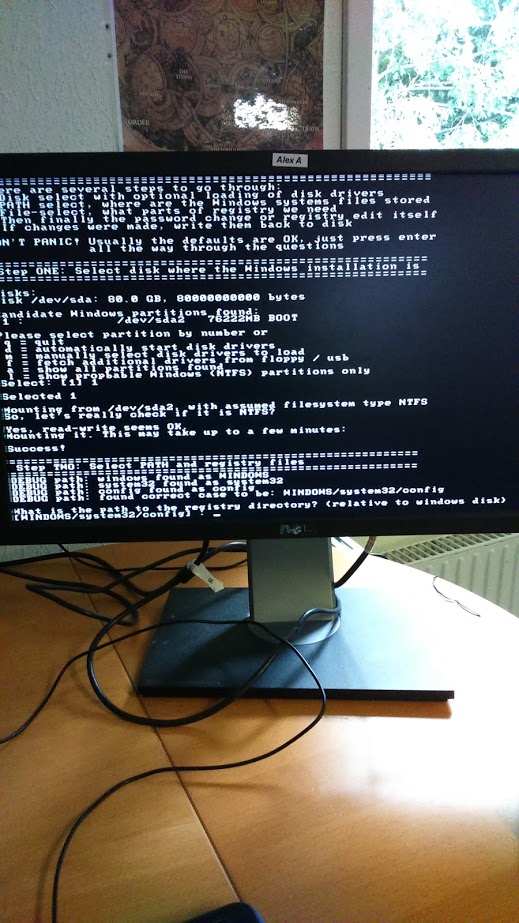 ORDER
DEATH
Alex A
ere are several steps to go through:
Disk select with optional loading of disk drivers
PATH select, where are the Windows systems files stored
File-select, what parts of registry we need
Then finally the password change or registry edit itself
If changes were made, write them back to disk
ON'T PANIC! Usually the defaults are OK, just press enter
all the way through the questions
Step ONE: Select disk where the Windows installation is
isks:
isk /dev/sda: 80.0 GB, 80000000000 bytes
andidate Windows partitions found:
1 : /dev/sda2 76222MB BOOT
Please select partition by number or
q = quit
d = automatically start disk drivers
m = manually select disk drivers to load
f = fetch additional drivers from floppy / usb
a = show all partitions found
l = show propbable Windows (NTFS) partitions only
Select: [1] 1
Selected 1
Mounting from /dev/sda2, with assumed filesystem type NTFS
So, let's really check if it is NTFS?
Yes, read-write seems OK.
Mounting it. This may take up to a few minutes:
Success!
Step TWO: Select PATH and registry files
DEBUG path: windows found as WINDOWS
DEBUG path: system32 found as system32
DEBUG path: config found as config
DEBUG path: found correct case to be: WINDOWS/system32/config
What is the path to the registry directory? (relative to windows disk)
[WINDOWS/system32/config] :